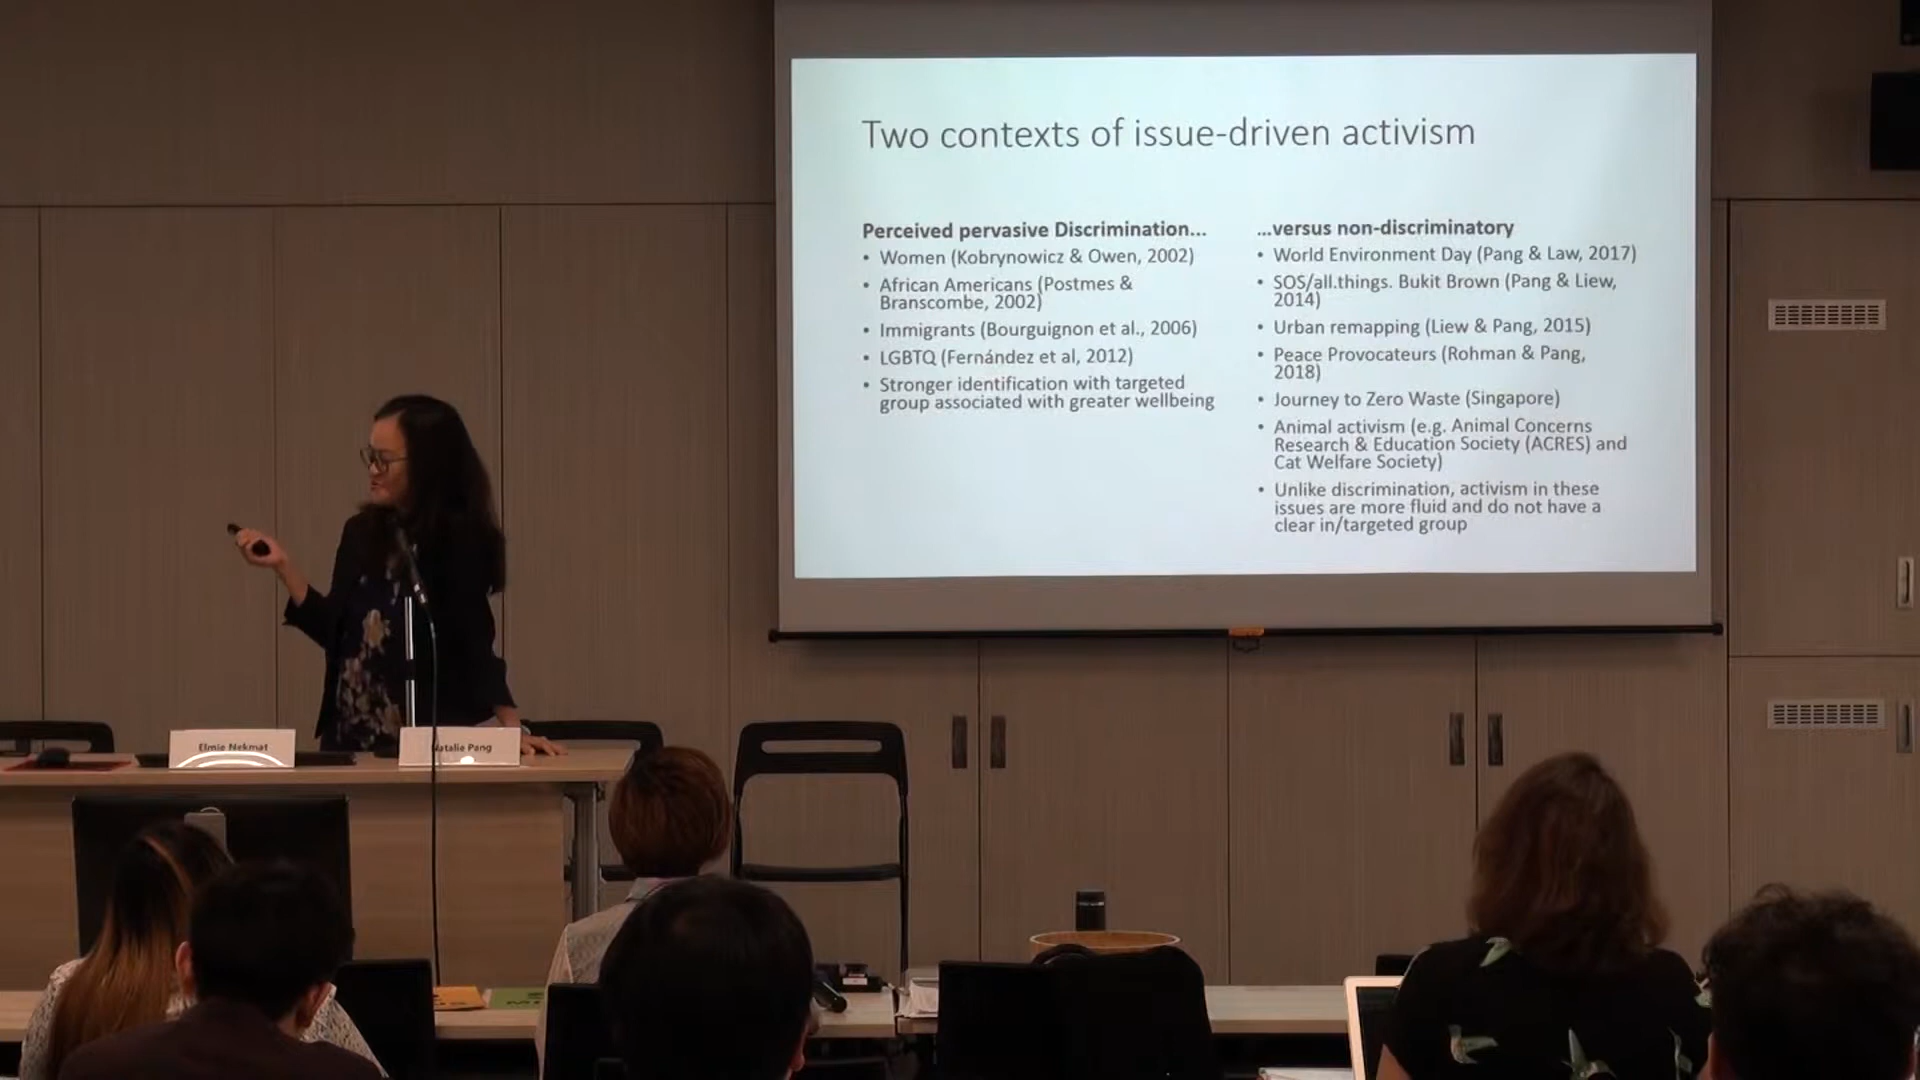 Two contexts of issue-driven activism
Perceived pervasive Discrimination...
• Women (Kobrynowicz & Owen, 2002)
• African Americans (Postmes &
Branscombe, 2002)
• Immigrants (Bourguignon et al., 2006)
• LGBTQ (Fernández et al, 2012)
• Stronger identification with targeted
group associated with greater wellbeing
...versus non-discriminatory
• World Environment Day (Pang & Law, 2017)
• SOS/all.things. Bukit Brown (Pang & Liew,
2014)
• Urban remapping (Liew & Pang, 2015)
• Peace Provocateurs (Rohman & Pang,
2018)
• Journey to Zero Waste (Singapore)
• Animal activism (e.g. Animal Concerns
Research & Education Society (ACRES) and
Cat Welfare Society)
• Unlike discrimination, activism in these
issues are more fluid and do not have a
clear in/targeted group
Elmie Nekmat
Natalie Pang